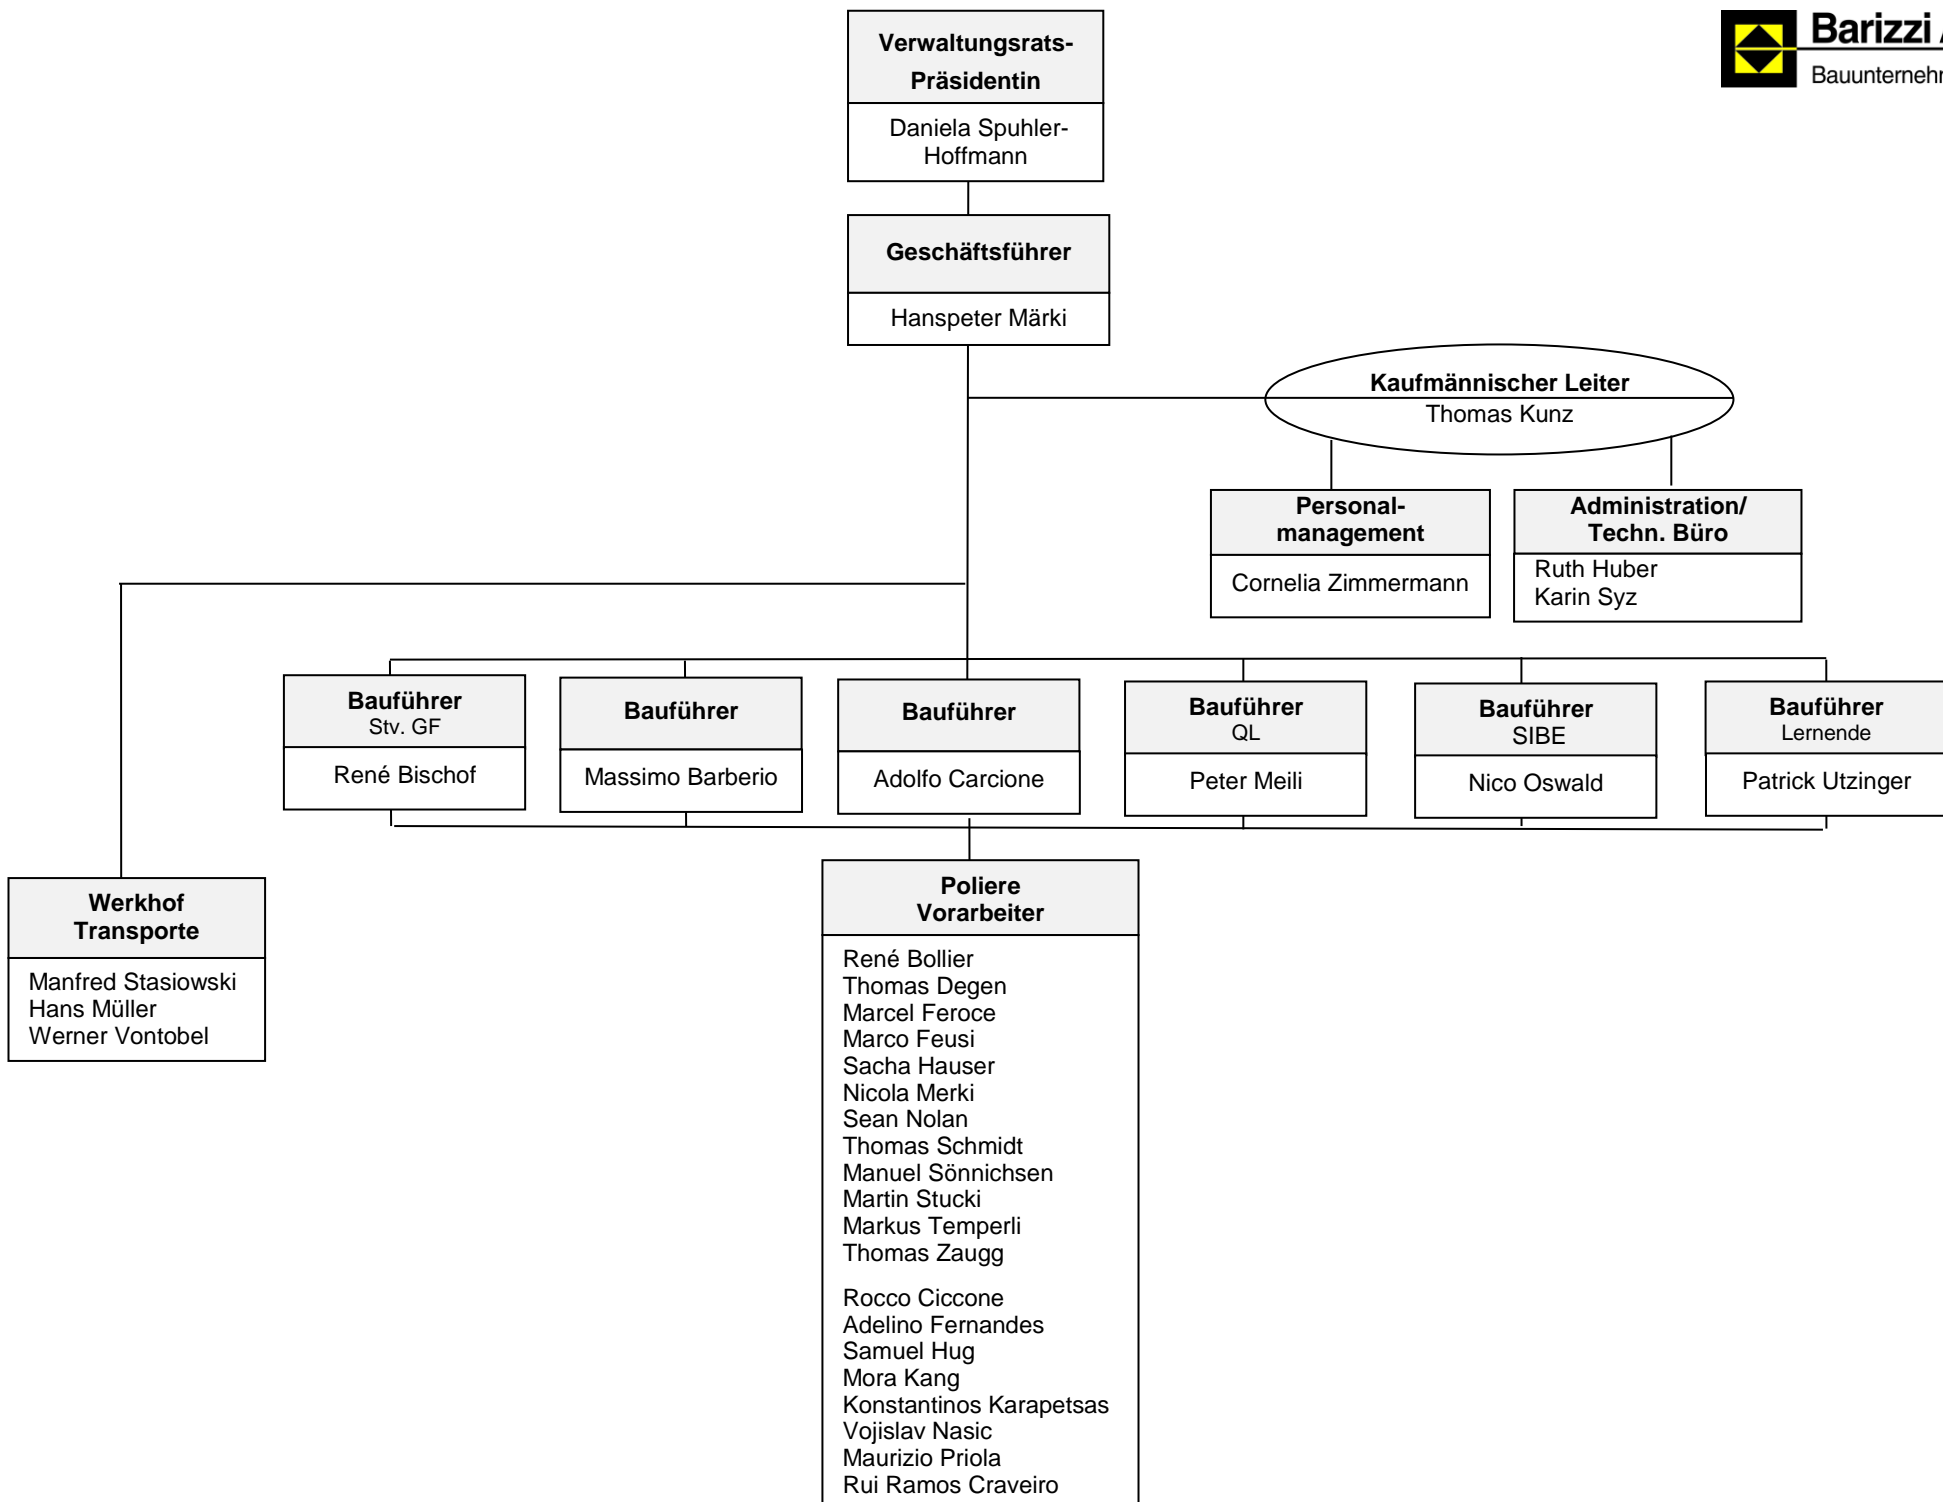 Verwaltungsrats-
Präsidentin
Daniela Spuhler-
Hoffmann
Barizzi
Geschäftsführer
Hanspeter Märki
Kaufmännischer Leiter
Thomas Kunz
Personal-
management
Cornelia Zimmermann
Administration/
Techn. Büro
Ruth Huber
Karin Syz
Bauführer
Stv. GF
René Bischof
Bauführer
Massimo Barberio
Bauführer
Adolfo Carcione
Bauführer
QL
Peter Meili
Bauführer
SIBE
Nico Oswald
Bauführer
Lernende
Patrick Utzinger
Werkhof
Transporte
Manfred Stasiowski
Hans Müller
Werner Vontobel
Poliere
Vorarbeiter
René Bollier
Thomas Degen
Marcel Feroce
Marco Feusi
Sacha Hauser
Nicola Merki
Sean Nolan
Thomas Schmidt
Manuel Sönnichsen
Martin Stucki
Markus Temperli
Thomas Zaugg
Rocco Ciccone
Adelino Fernandes
Samuel Hug
Mora Kang
Konstantinos Karapetsas
Vojislav Nasic
Maurizio Priola
Rui Ramos Craveiro